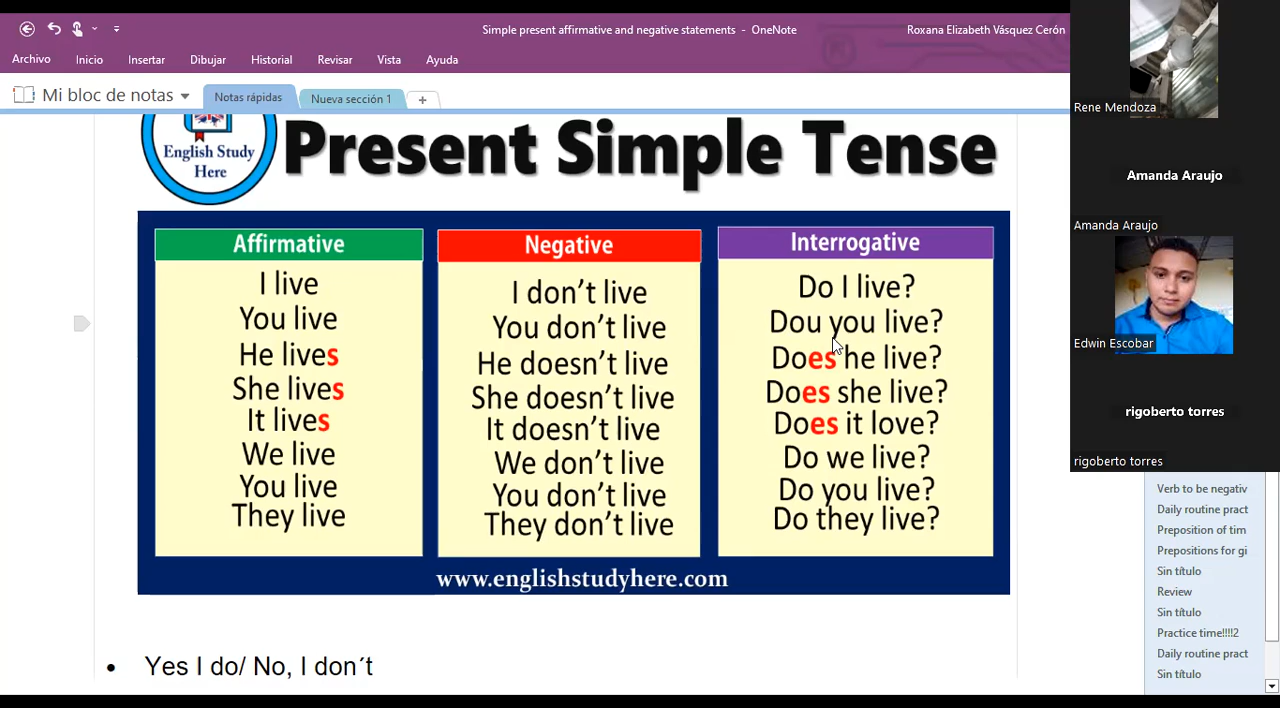 Simple present affirmative and negative statements - OneNote
Roxana Elizabeth Vásquez Cerón
Archivo Inicio Insertar Dibujar Historial Revisar Vista Ayuda
Mi bloc de notas Notas rápidas Nueva sección 1 +
English Study
Here
Present Simple Tense
Affirmative
I live
You live
He lives
She lives
It lives
We live
You live
They live
Negative
I don't live
You don't live
He doesn't live
She doesn't live
It doesn't live
We don't live
You don't live
They don't live
Interrogative
Do I live?
Dou you live?
Does he live?
Does she live?
Does it love?
Do we live?
Do you live?
Do they live?
www.englishstudyhere.com
• Yes I do/ No, I don´t
Rene Mendoza
Amanda Araujo
Amanda Araujo
Edwin Escobar
rigoberto torres
rigoberto torres
Verb to be negativ
Daily routine pract
Preposition of tim
Prepositions for gi
Sin título
Review
Sin título
Practice time!!!!2
Daily routine pract
Sin título